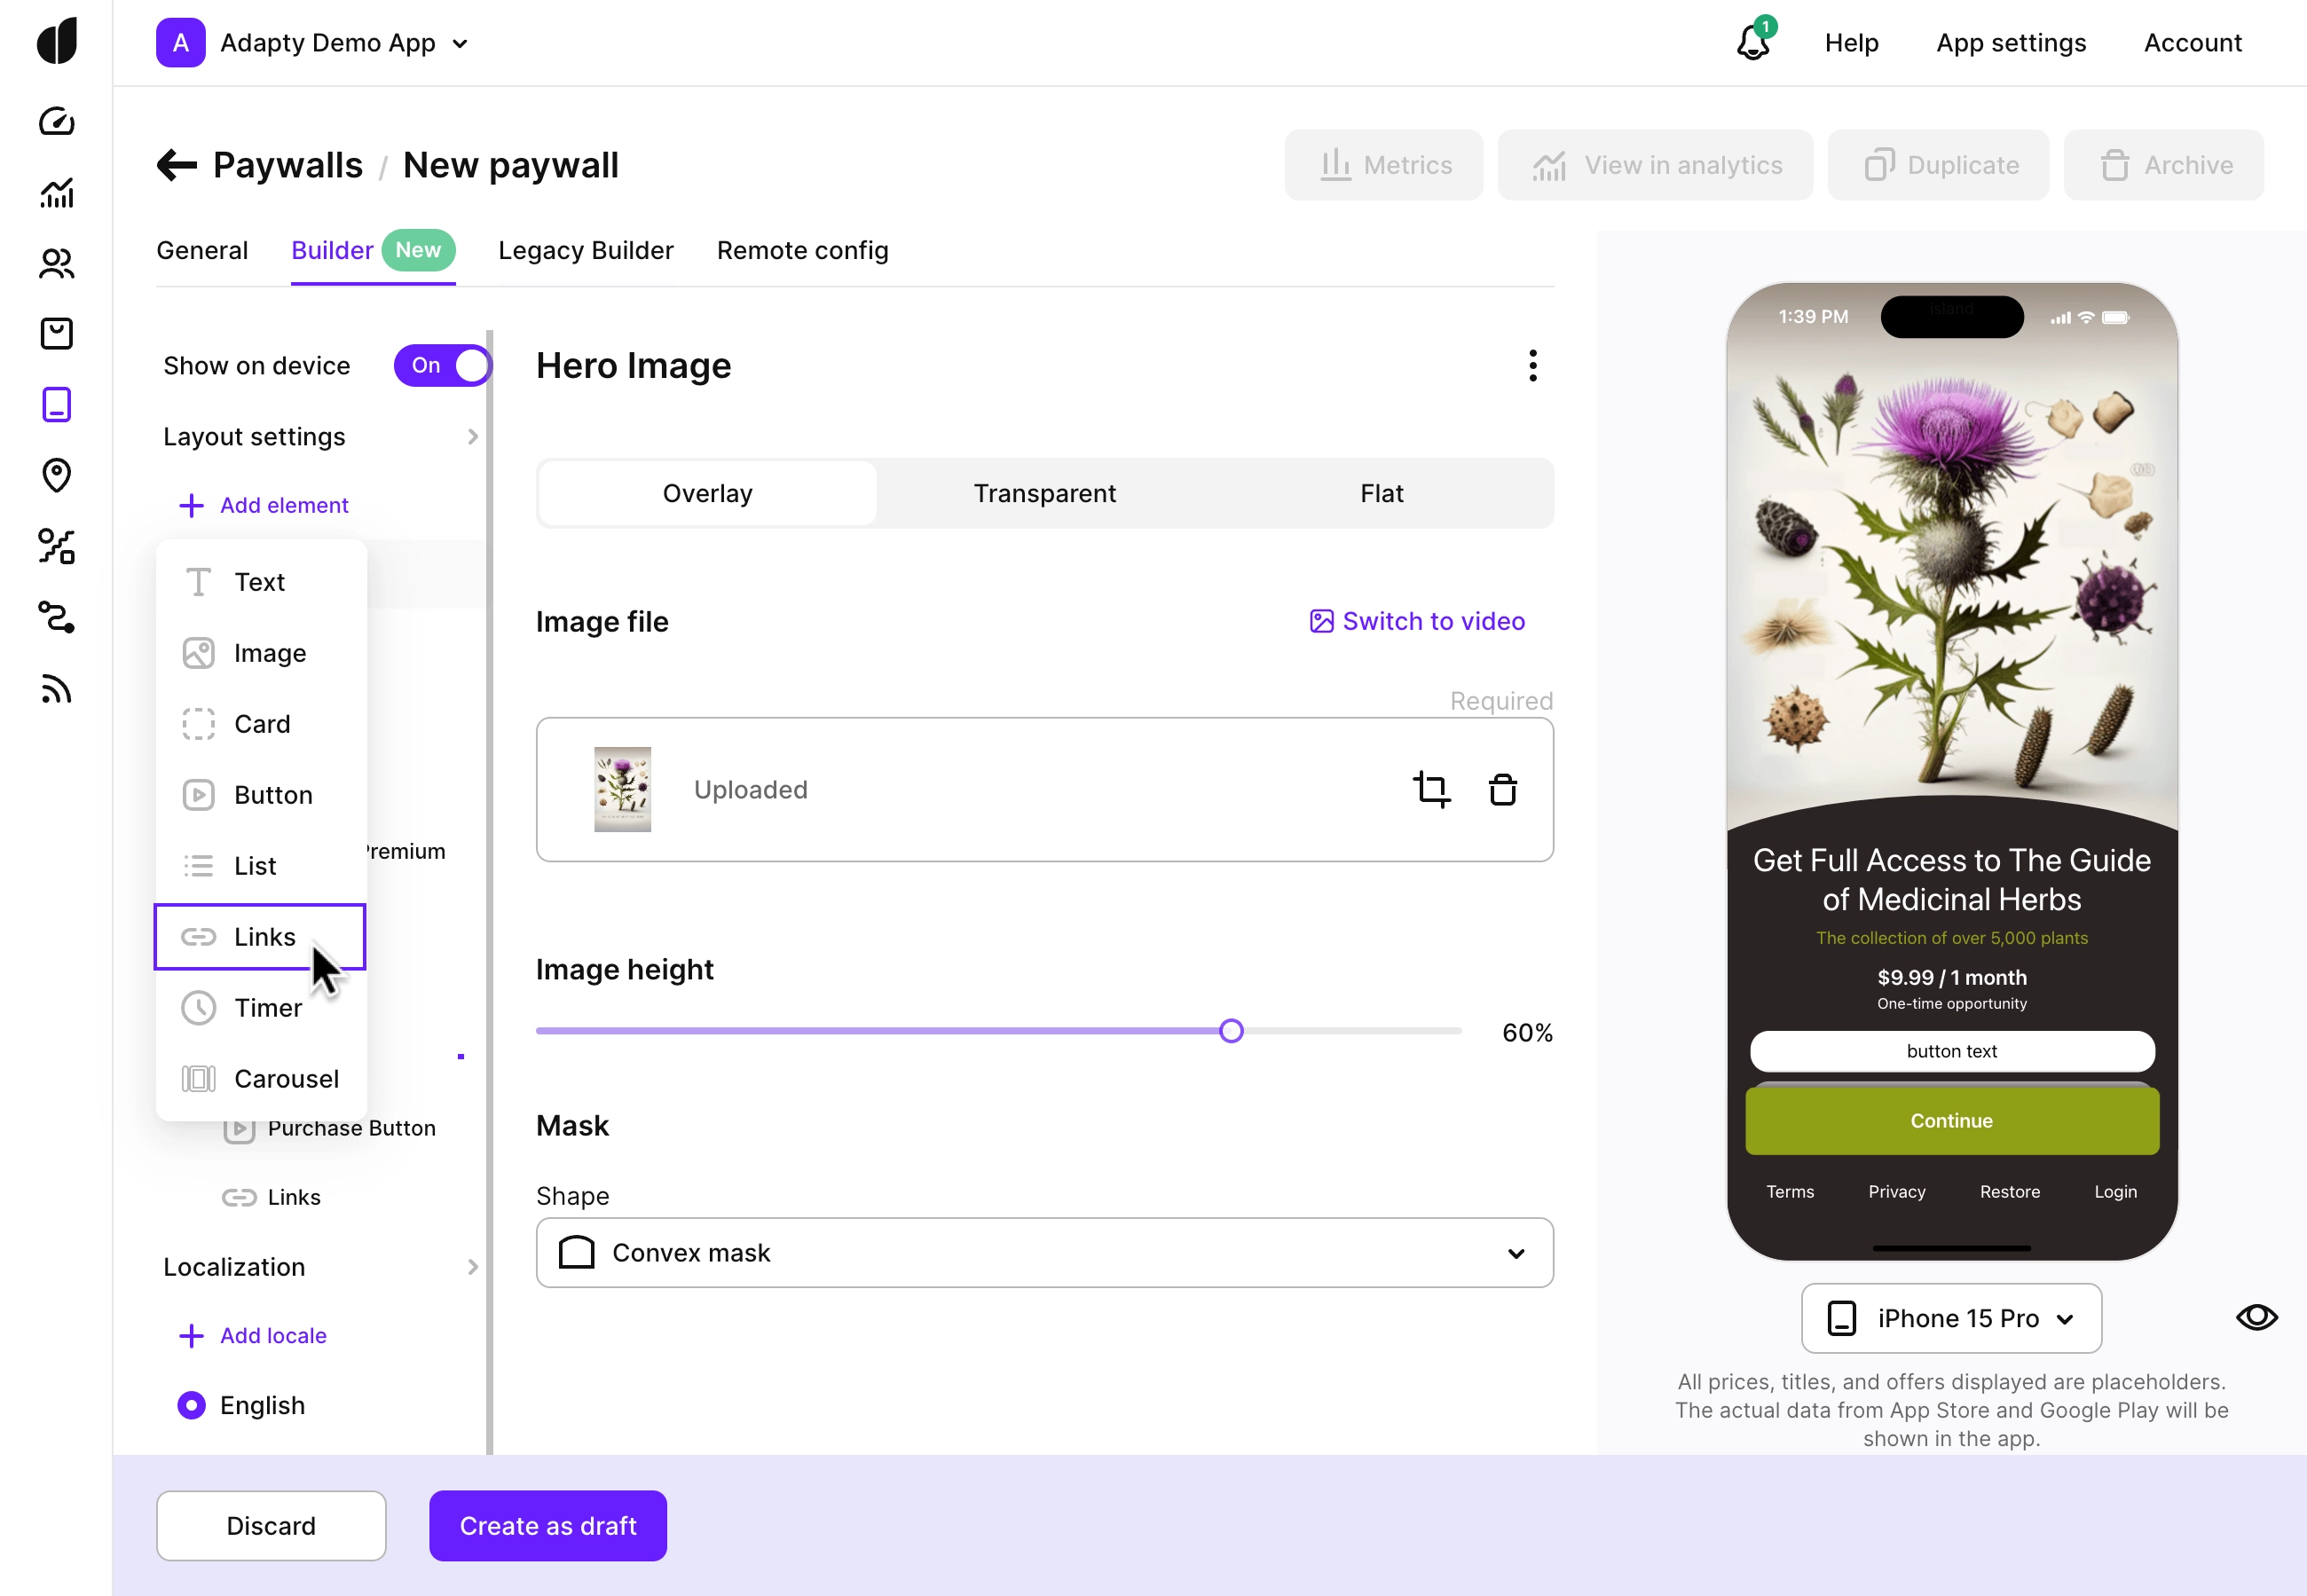 A Adapty Demo App
1
Help
App settings
Account
Paywalls / New paywall
Metrics
View in analytics
Duplicate
Archive
General
Builder New
Legacy Builder
Remote config
Show on device
On
Layout settings
Add element
Text
Image
Card
Button
List
Premium
Links
Timer
Carousel
Purchase Button
Links
Localization
Add locale
English
Hero Image
Overlay
Transparent
Flat
Image file
Switch to video
Required
Uploaded
Image height
60%
Mask
Shape
Convex mask
1:39 PM
island
Get Full Access to The Guide
of Medicinal Herbs
The collection of over 5,000 plants
$9.99 / 1 month
One-time opportunity
button text
Continue
Terms
Privacy
Restore
Login
iPhone 15 Pro
All prices, titles, and offers displayed are placeholders.
The actual data from App Store and Google Play will be
shown in the app.
Discard
Create as draft